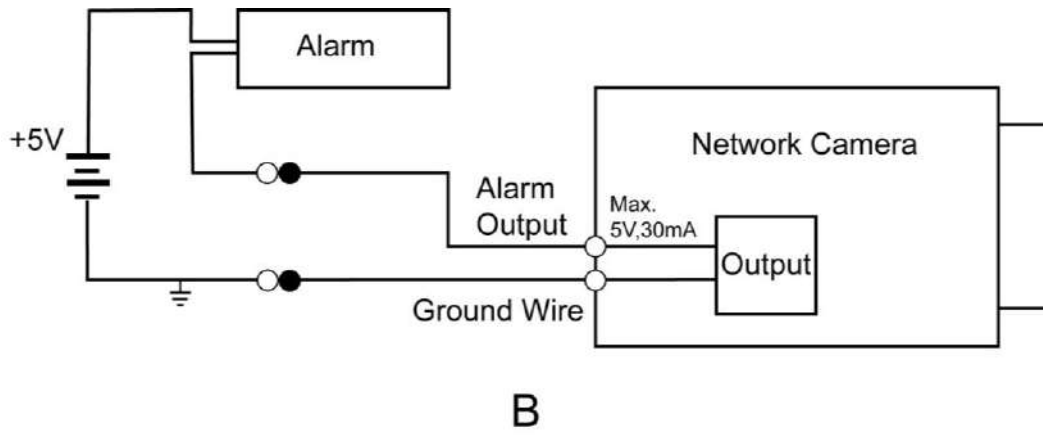 Alarm
+5V
Network Camera
Alarm
Output
Max.
5V,30mA
Output
Ground Wire
B